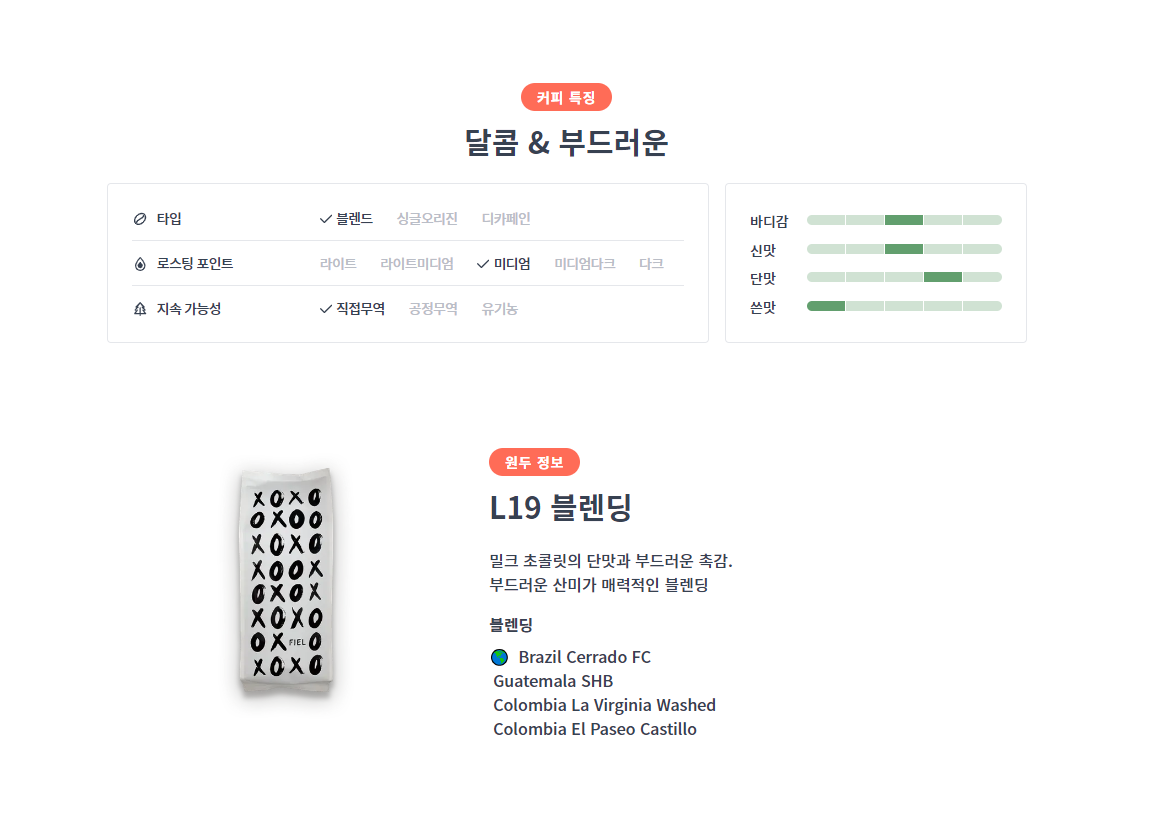 커피 특징
달콤 & 부드러운
타입 블렌드 싱글오리진 디카페인
로스팅 포인트 라이트 라이트미디엄 미디엄 미디엄다크 다크
지속 가능성 직접무역 공정무역 유기농
바디감
신맛
단맛
쓴맛
원두 정보
L19 블렌딩
밀크 초콜릿의 단맛과 부드러운 촉감.
부드러운 산미가 매력적인 블렌딩
블렌딩
Brazil Cerrado FC
Guatemala SHB
Colombia La Virginia Washed
Colombia El Paseo Castillo
XOXO
OXOO
XOXO
XOOX
OXOX
XOXO
OX FIEL O
XOXO